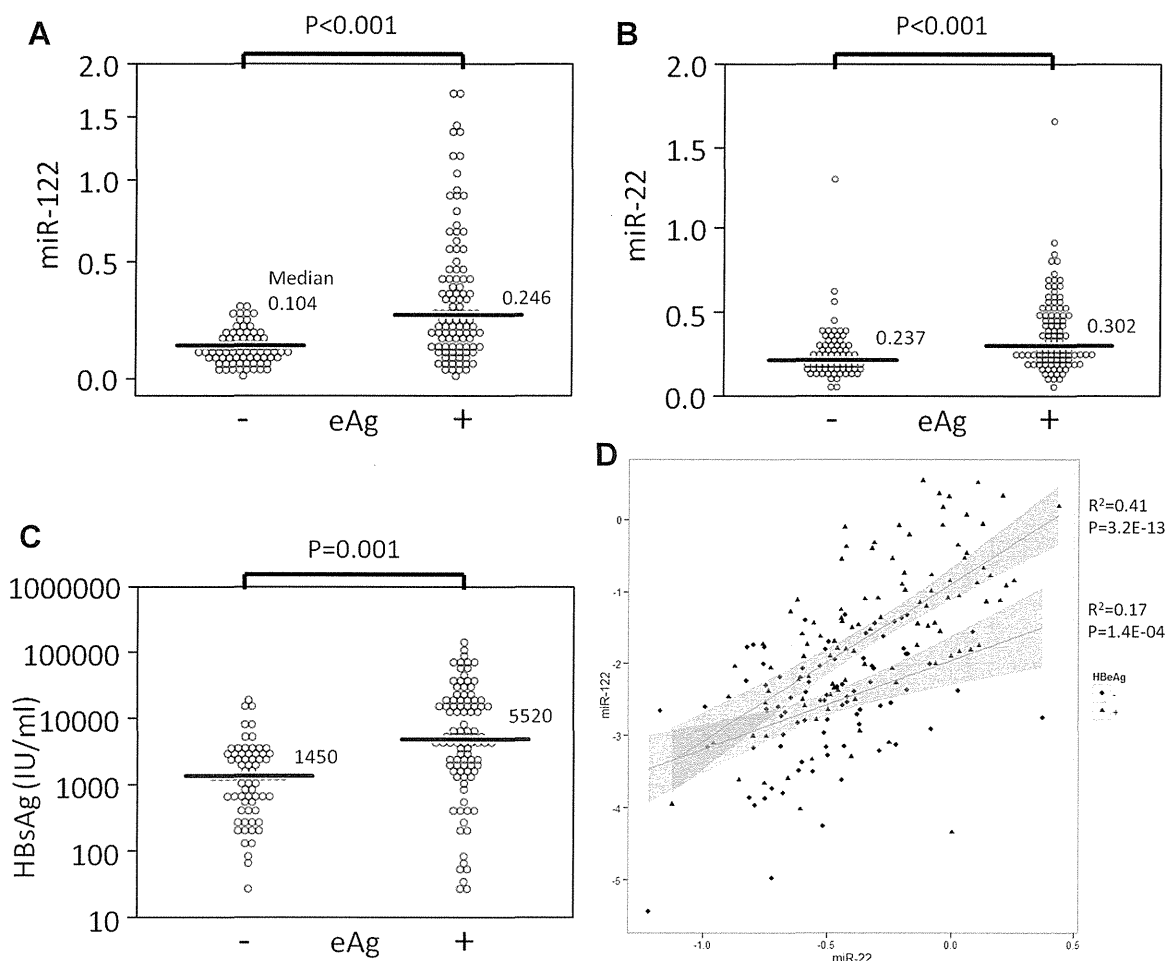 A
P<0.001
2.0
1.5
1.0
0.5
0.0
miR-122
Median
0.104
0.246
- eAg +
B
P<0.001
2.0
1.5
1.0
0.5
0.0
miR-22
0.237
0.302
- eAg +
C
P=0.001
1000000
100000
10000
1000
100
10
HBsAg (IU/ml)
1450
5520
- eAg +
D
0
-1
-2
-3
-4
-5
miR-122
-1.0
-0.5
0.0
0.5
miR-22
R²=0.41
P=3.2E-13
R²=0.17
P=1.4E-04
HBeAg
-
+